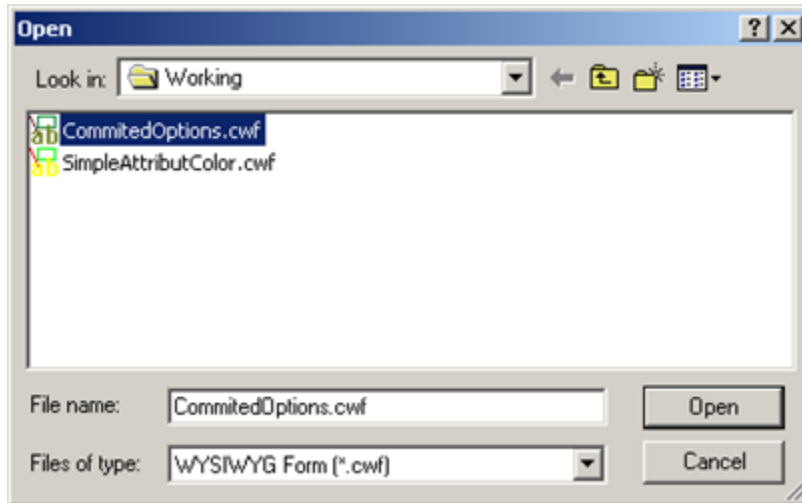 Open
Look in: Working
CommitedOptions.cwf
SimpleAttributColor.cwf
File name: CommitedOptions.cwf Open
Files of type: WYSIWYG Form (*.cwf) Cancel